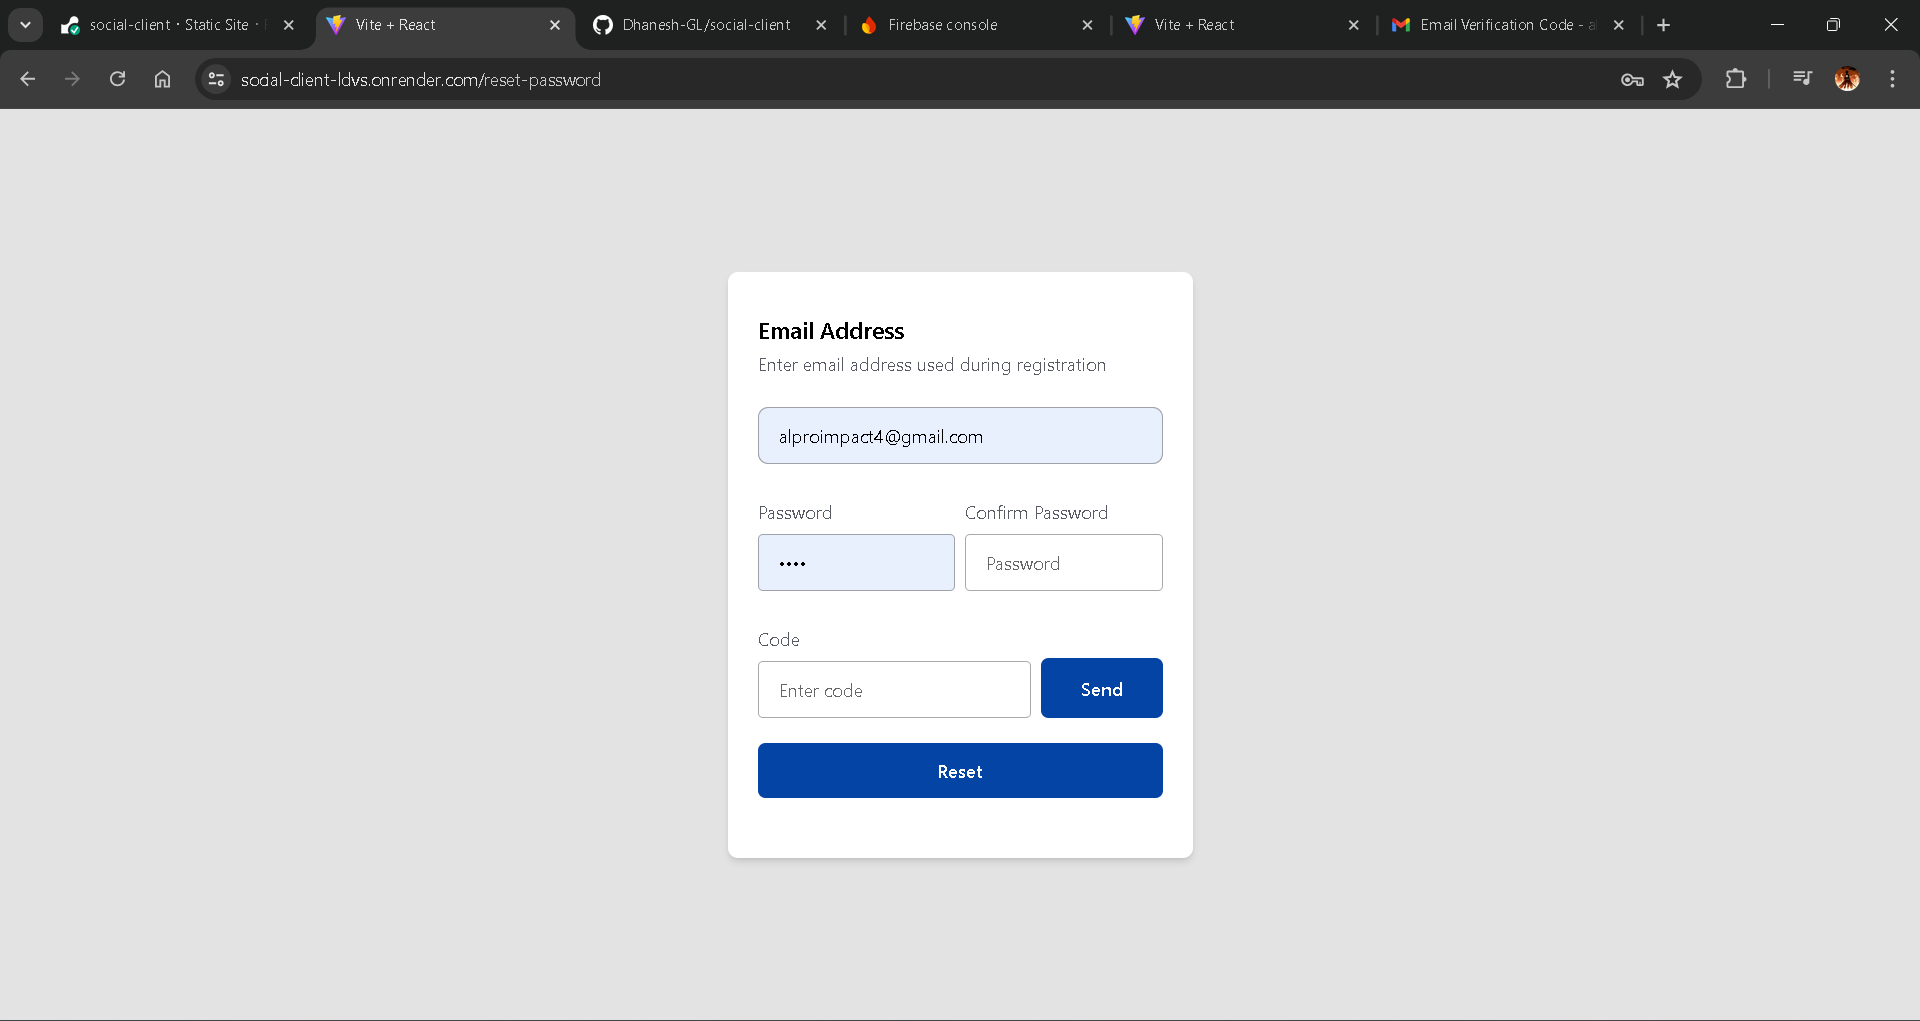 social-client · Static Site ·
Vite + React
Dhanesh-GL/social-client
Firebase console
Vite + React
Email Verification Code - a
social-client-ldvs.onrender.com/reset-password
Email Address
Enter email address used during registration
alproimpact4@gmail.com
Password Confirm Password
•••• Password
Code
Enter code Send
Reset